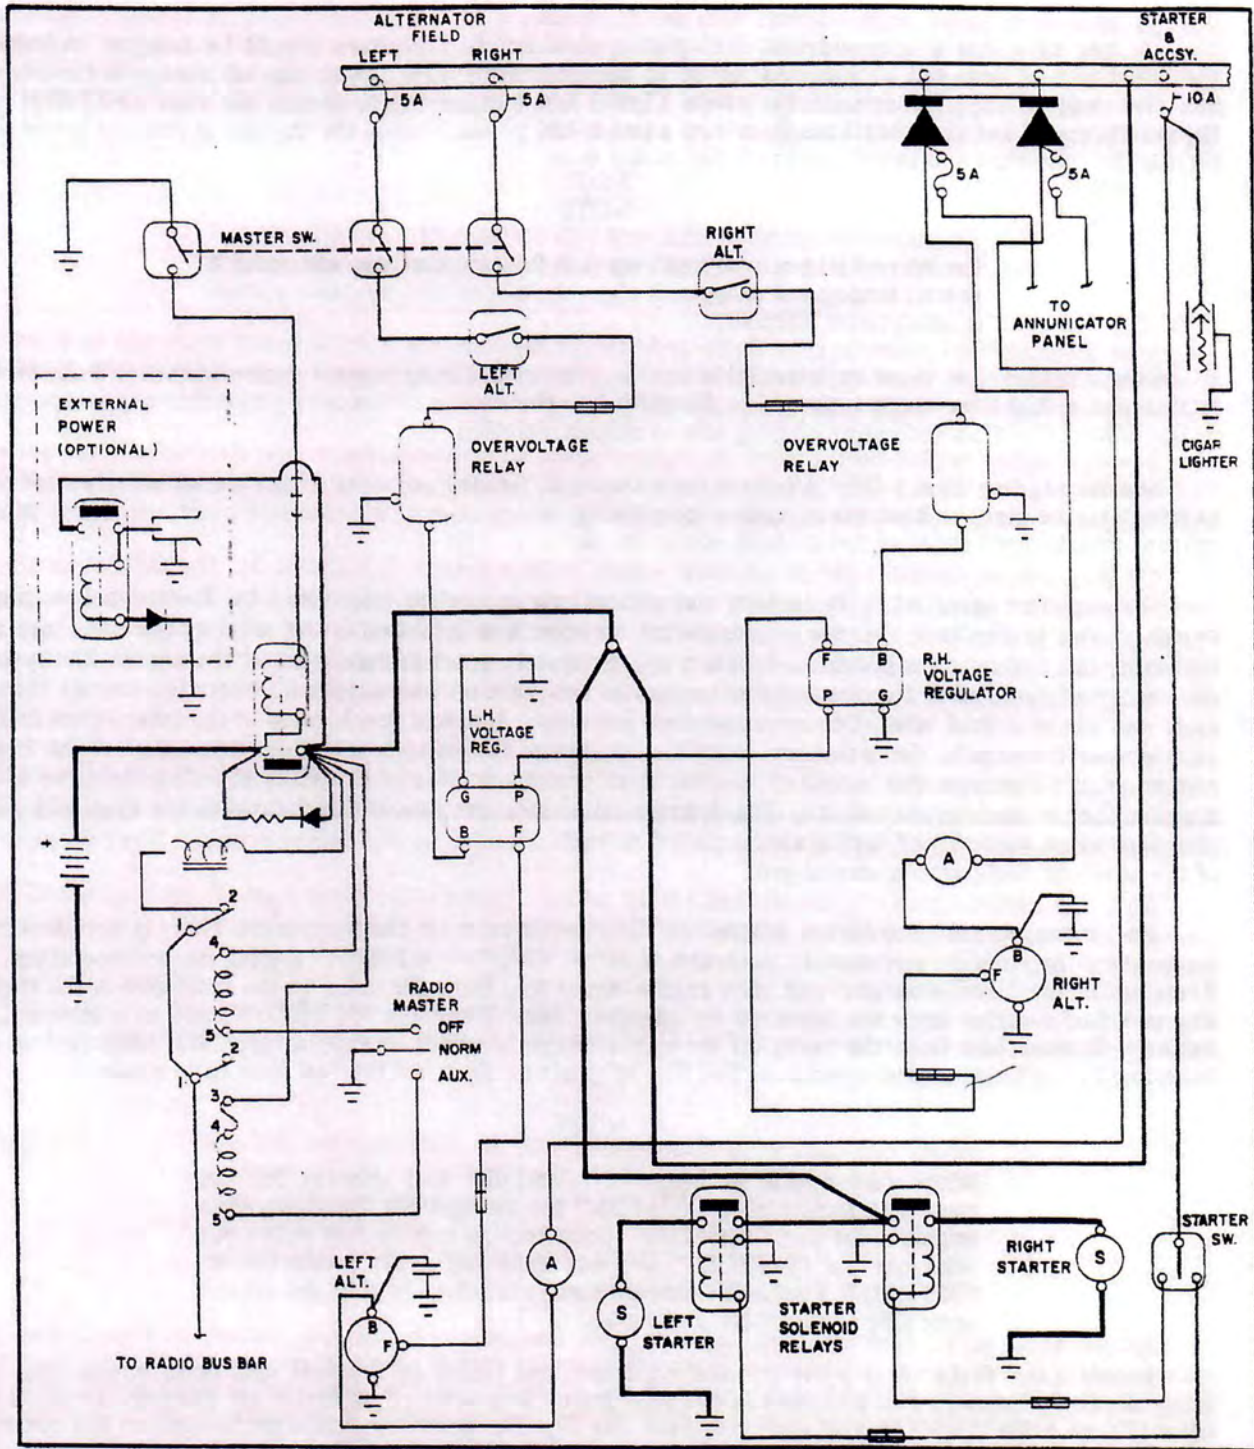 ALTERNATOR
FIELD
LEFT
RIGHT
STARTER
&
ACCSY.
5A
5A
10A
5A
5A
MASTER SW.
RIGHT
ALT.
LEFT
ALT.
TO
ANNUNICATOR
PANEL
EXTERNAL
POWER
(OPTIONAL)
OVERVOLTAGE
RELAY
OVERVOLTAGE
RELAY
CIGAR
LIGHTER
L.H.
VOLTAGE
REG.
G
P
B
F
F
B
P
G
R.H.
VOLTAGE
REGULATOR
+
2
4
5
2
1
3
4
5
RADIO
MASTER
OFF
NORM
AUX.
A
B
F
RIGHT
ALT.
LEFT
ALT.
B
F
A
S
LEFT
STARTER
STARTER
SOLENOID
RELAYS
RIGHT
STARTER
S
STARTER
SW.
TO RADIO BUS BAR